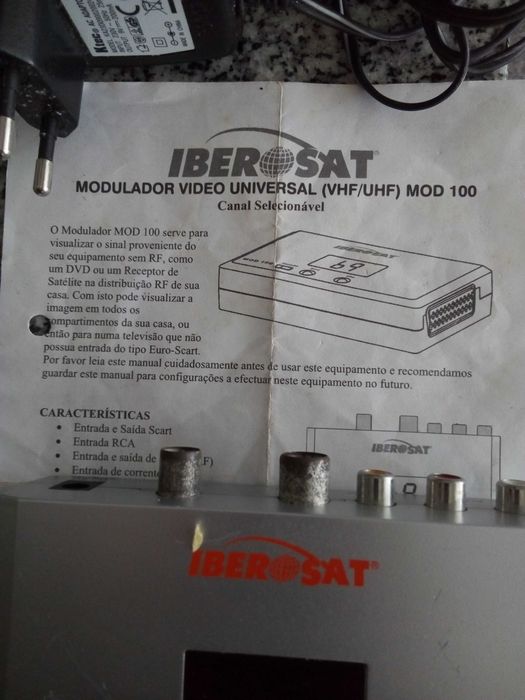 IBEROSAT
MODULADOR VIDEO UNIVERSAL (VHF/UHF) MOD 100
Canal Selecionável
O Modulador MOD 100 serve para
visualizar o sinal proveniente do
seu equipamento sem RF, como
um DVD ou um Receptor de
Satélite na distribuição RF de sua
casa. Com isto pode visualizar a
imagem em todos os
compartimentos da sua casa, ou
então para numa televisão que não
possua entrada do tipo Euro-Scart.
IBEROSAT
MOD 100
69
Por favor leia este manual cuidadosamente antes de usar este equipamento e recomendamos
guardar este manual para configurações a efectuar neste equipamento no futuro.
CARACTERÍSTICAS
• Entrada e Saída Scart
• Entrada RCA
• Entrada e saída de
• Entrada de corrente
IBEROSAT
IBEROSAT®